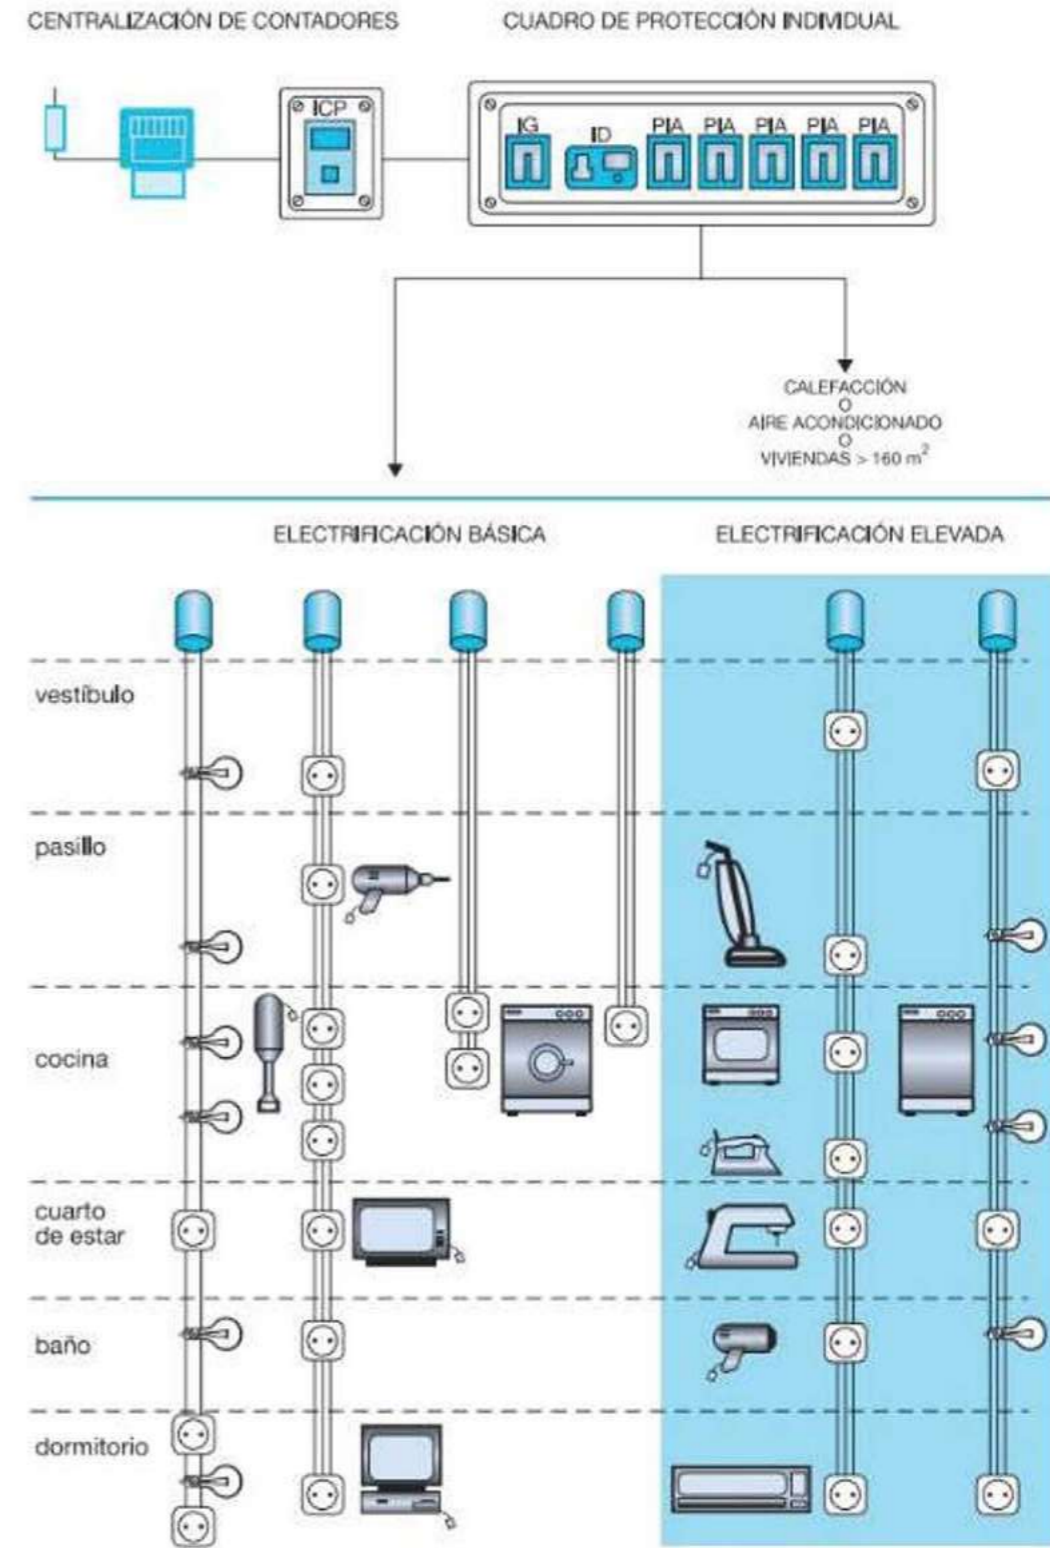 CENTRALIZACIÓN DE CONTADORES
CUADRO DE PROTECCIÓN INDIVIDUAL
ICP
IG
ID
PIA
PIA
PIA
PIA
PIA
CALEFACCIÓN
O
AIRE ACONDICIONADO
O
VIVIENDAS > 160 m²
ELECTRIFICACIÓN BÁSICA
ELECTRIFICACIÓN ELEVADA
vestíbulo
pasillo
cocina
cuarto
de estar
baño
dormitorio